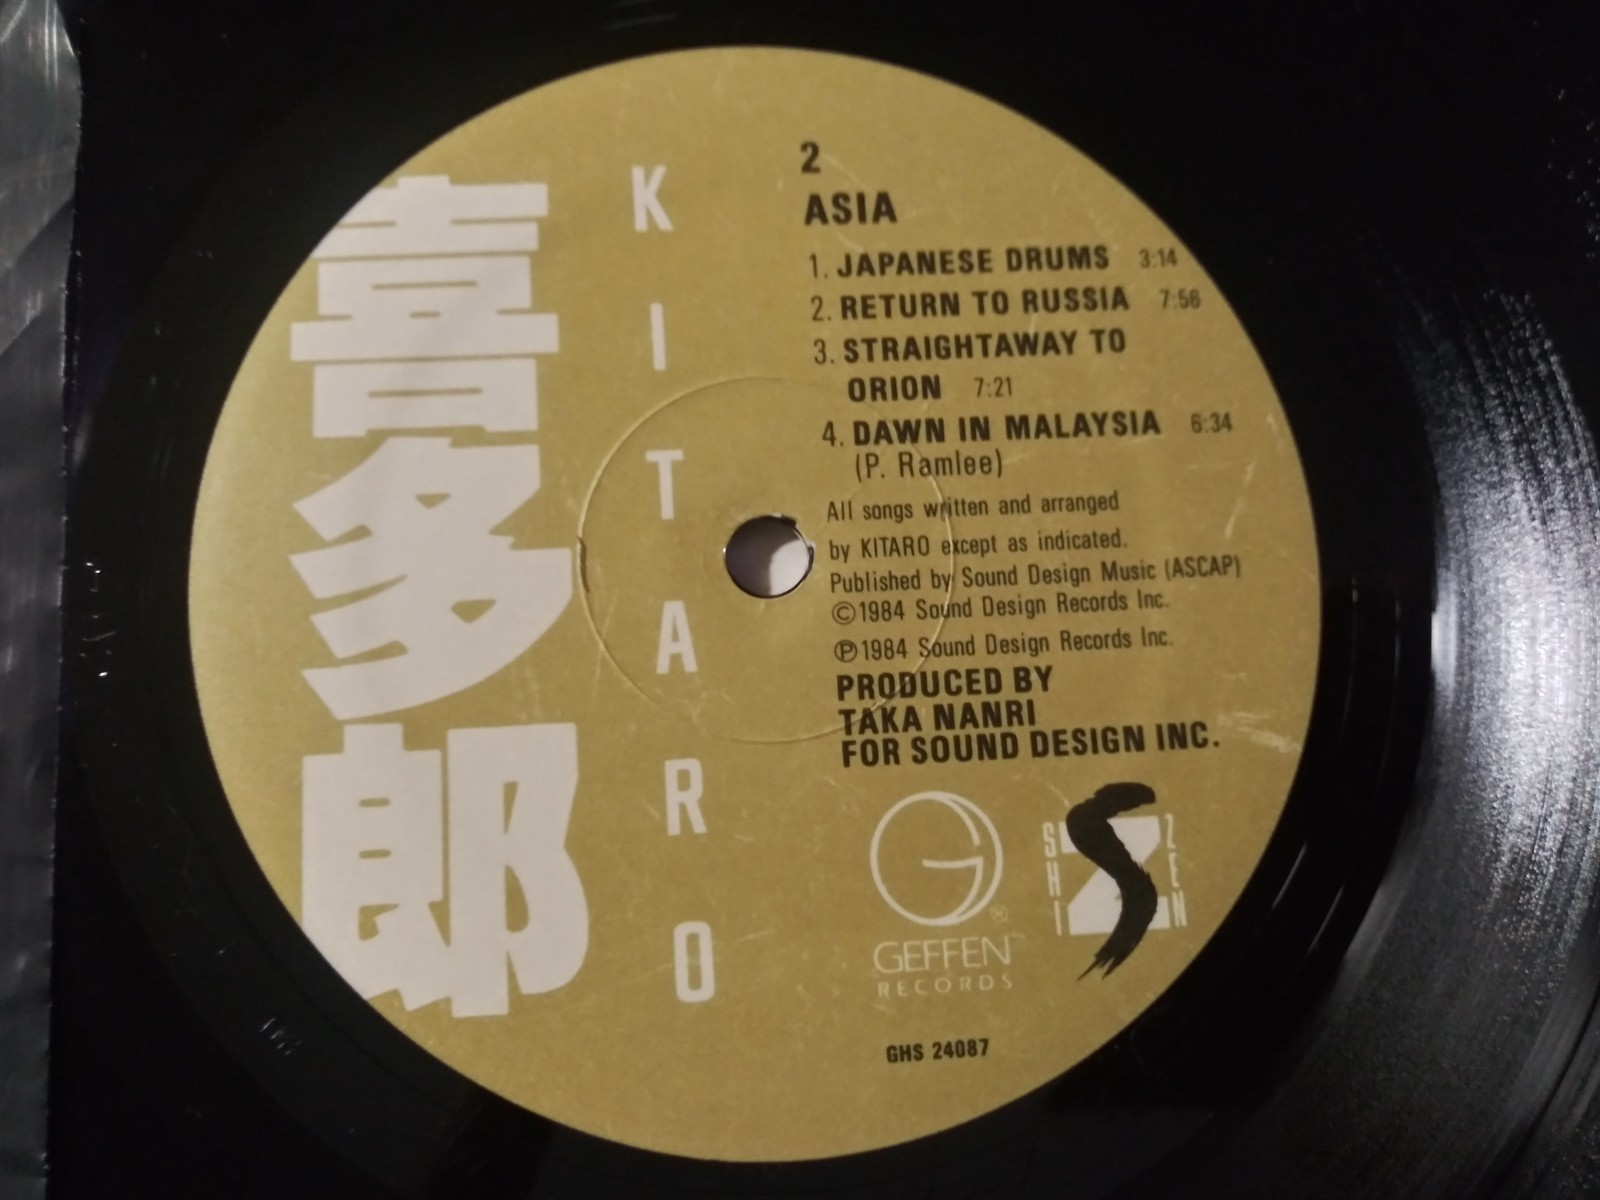 喜多郎
KITARO
2
ASIA
1. JAPANESE DRUMS 3:14
2. RETURN TO RUSSIA 7:56
3. STRAIGHTAWAY TO
ORION 7:21
4. DAWN IN MALAYSIA 6:34
(P. Ramlee)
All songs written and arranged
by KITARO except as indicated.
Published by Sound Design Music (ASCAP)
©1984 Sound Design Records Inc.
℗1984 Sound Design Records Inc.
PRODUCED BY
TAKA NANRI
FOR SOUND DESIGN INC.
GEFFEN
RECORDS
SHI ZEN
GHS 24087